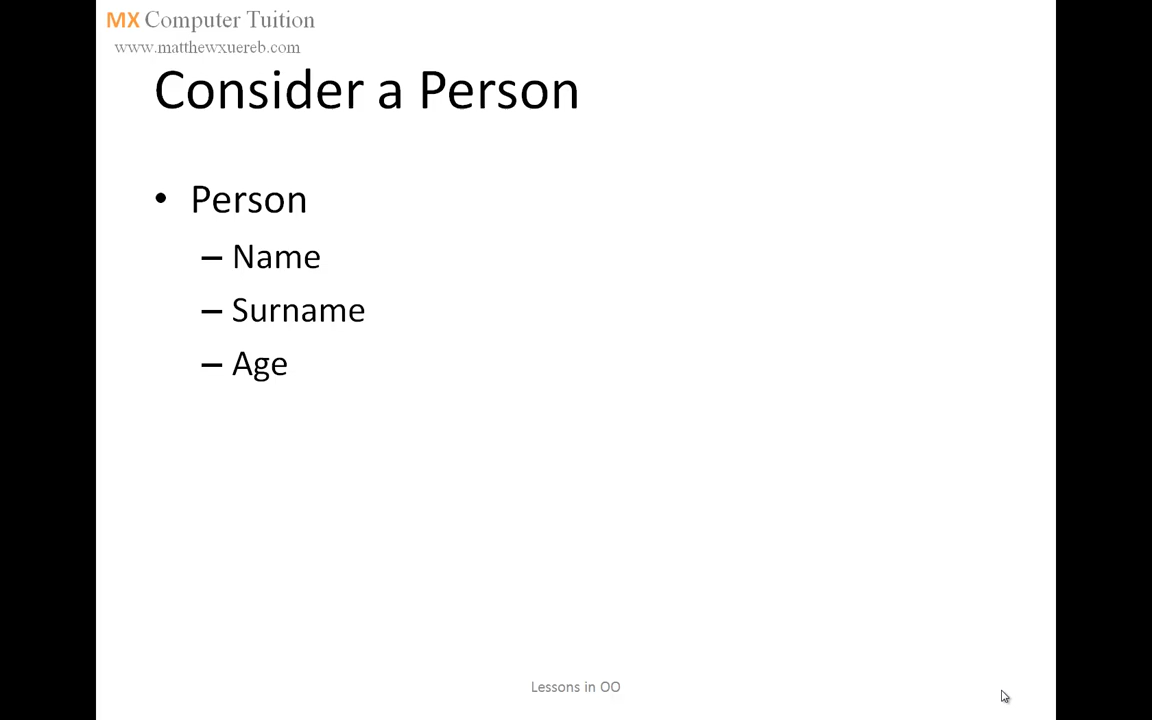 MX Computer Tuition
www.matthewxuereb.com
Consider a Person
• Person
– Name
– Surname
– Age
Lessons in OO